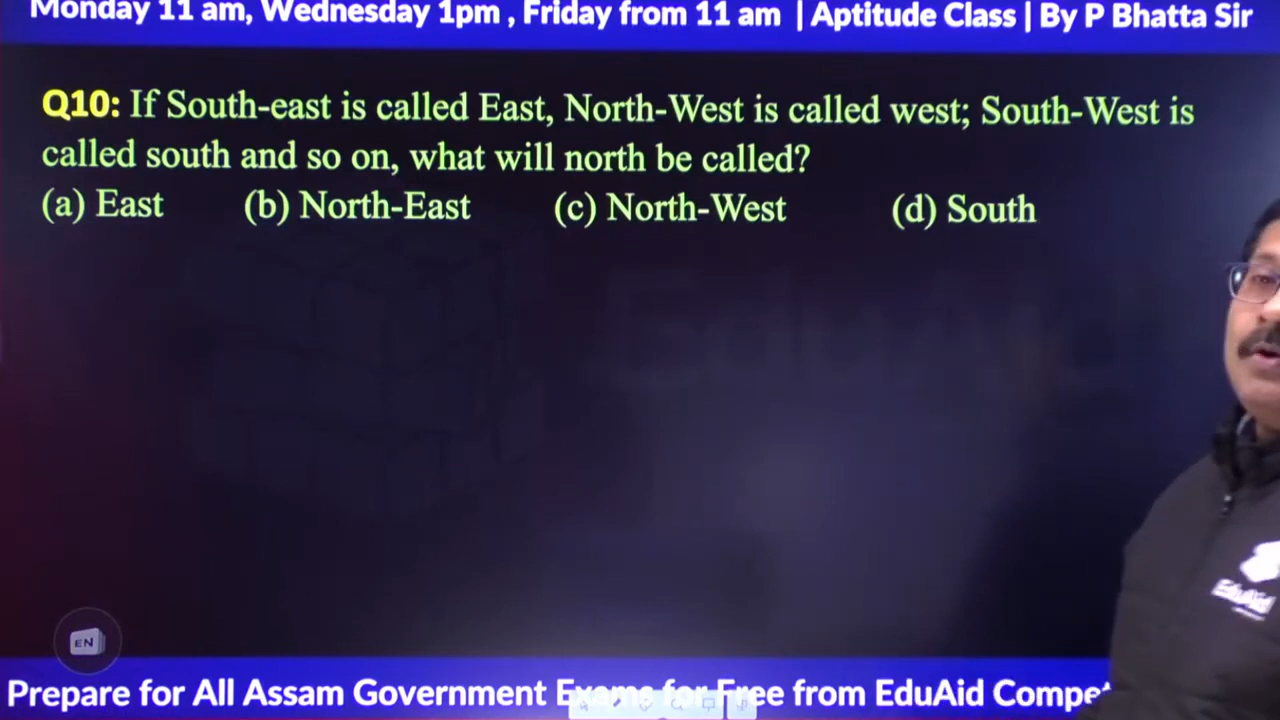 Monday 11 am, Wednesday 1pm , Friday from 11 am | Aptitude Class | By P Bhatta Sir
Q10: If South-east is called East, North-West is called west; South-West is
called south and so on, what will north be called?
(a) East (b) North-East (c) North-West (d) South
EduAid
EN
Prepare for All Assam Government Exams for Free from EduAid Compet